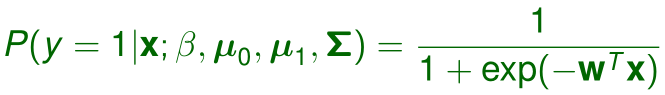 P(y = 1|𝐱; β, 𝝁₀, 𝝁₁, 𝚺) = 1 / (1 + exp(−𝐰ᵀ𝐱))